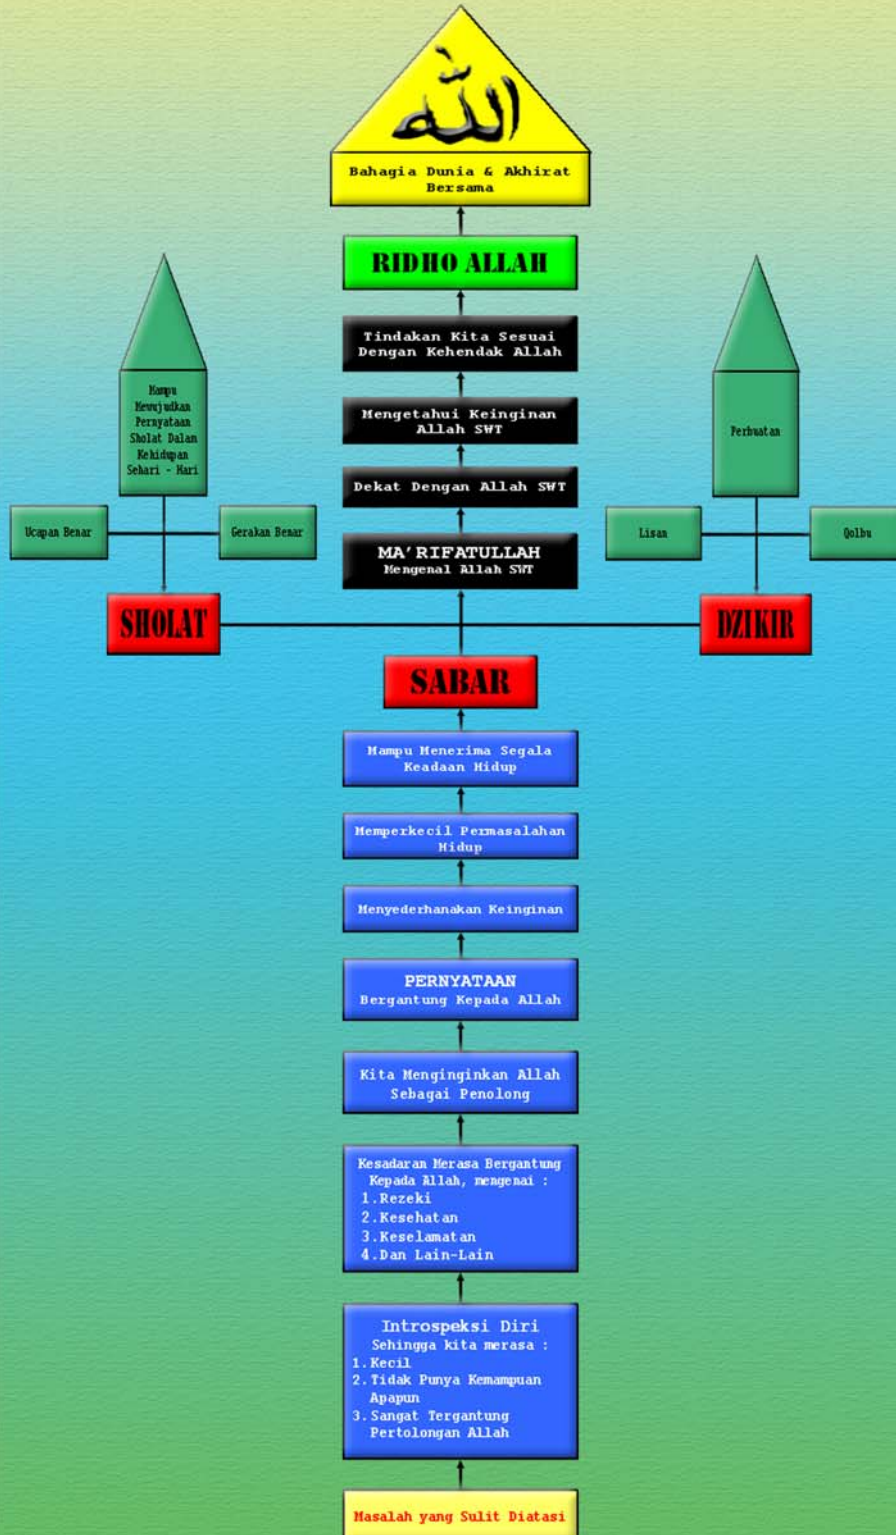 الله
Bahagia Dunia & Akhirat
Bersama
RIDHO ALLAH
Tindakan Kita Sesuai
Dengan Kehendak Allah
Mengetahui Keinginan
Allah SWT
Dekat Dengan Allah SWT
MA'RIFATULLAH
Mengenal Allah SWT
Mampu
Mewujudkan
Pernyataan
Sholat Dalam
Kehidupan
Sehari - Hari
Ucapan Benar
Gerakan Benar
SHOLAT
Perbuatan
Lisan
Qolbu
DZIKIR
SABAR
Mampu Menerima Segala
Keadaan Hidup
Memperkecil Permasalahan
Hidup
Menyederhanakan Keinginan
PERNYATAAN
Bergantung Kepada Allah
Kita Menginginkan Allah
Sebagai Penolong
Kesadaran Merasa Bergantung
Kepada Allah, mengenai :
1.Rezeki
2.Kesehatan
3.Keselamatan
4.Dan Lain-Lain
Introspeksi Diri
Sehingga kita merasa :
1.Kecil
2.Tidak Punya Kemampuan
Apapun
3.Sangat Tergantung
Pertolongan Allah
Masalah yang Sulit Diatasi